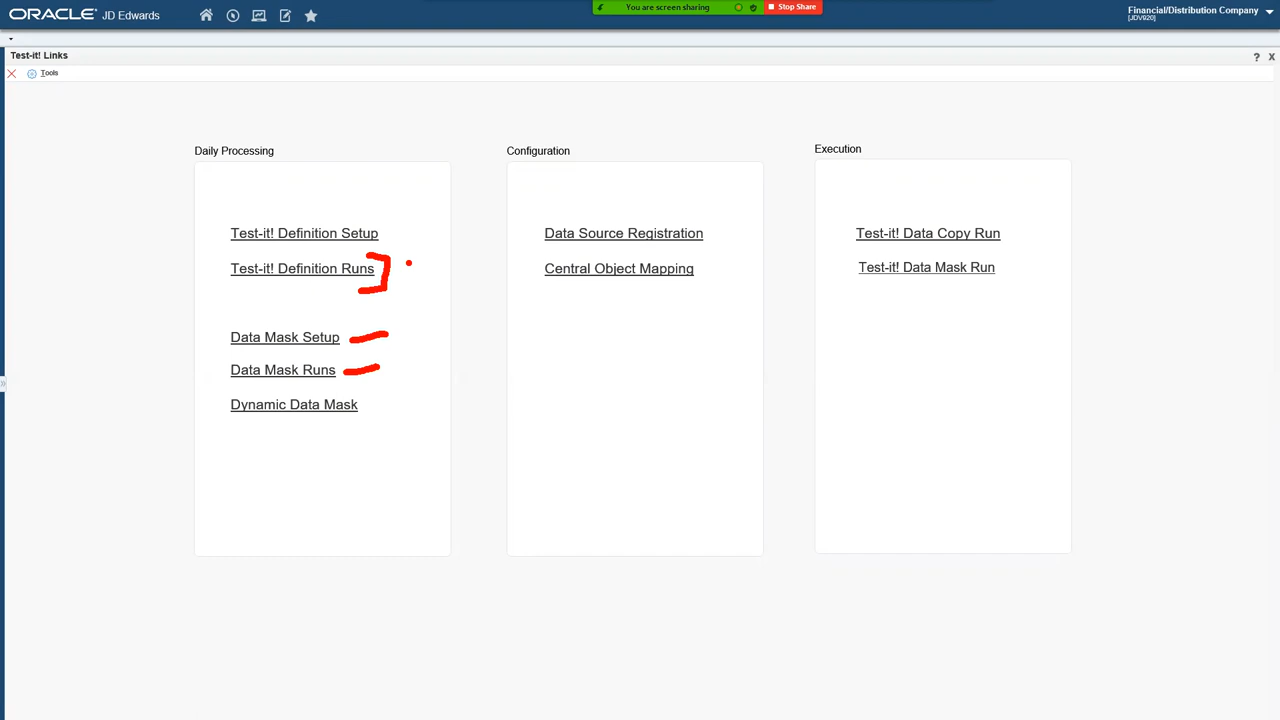 ORACLE® JD Edwards
You are screen sharing
Stop Share
Financial/Distribution Company
[JDV920]
Test-it! Links
? X
Tools
Daily Processing
Test-it! Definition Setup
Test-it! Definition Runs
Data Mask Setup
Data Mask Runs
Dynamic Data Mask
Configuration
Data Source Registration
Central Object Mapping
Execution
Test-it! Data Copy Run
Test-it! Data Mask Run